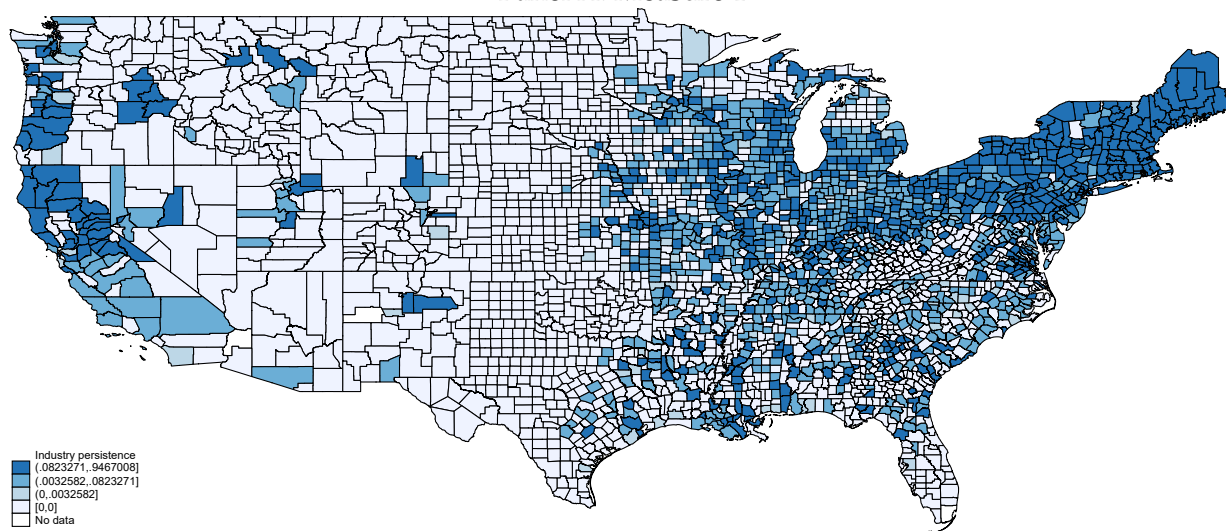 Industry persistence
(.0823271,.9467008]
(.0032582,.0823271]
(0,.0032582]
[0,0]
No data